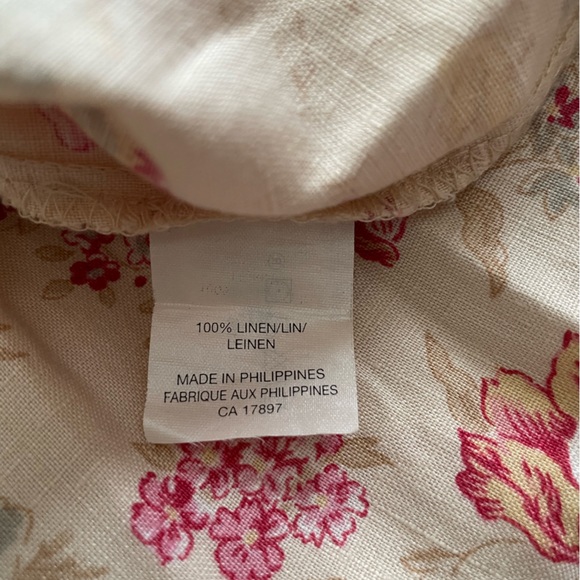 100% LINEN/LIN/
LEINEN
MADE IN PHILIPPINES
FABRIQUE AUX PHILIPPINES
CA 17897